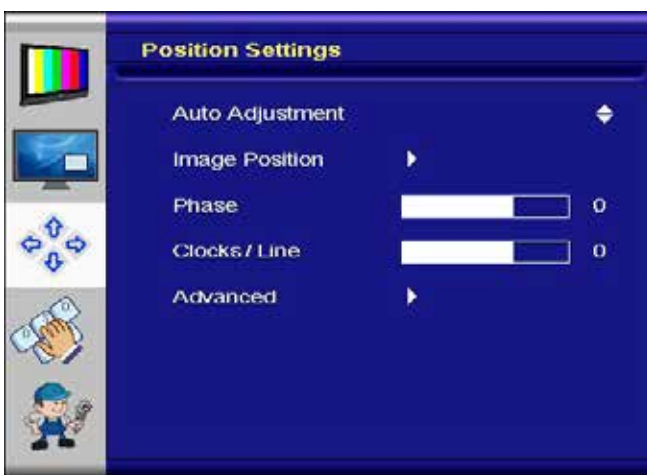 Position Settings
Auto Adjustment
Image Position
Phase 0
Clocks / Line 0
Advanced